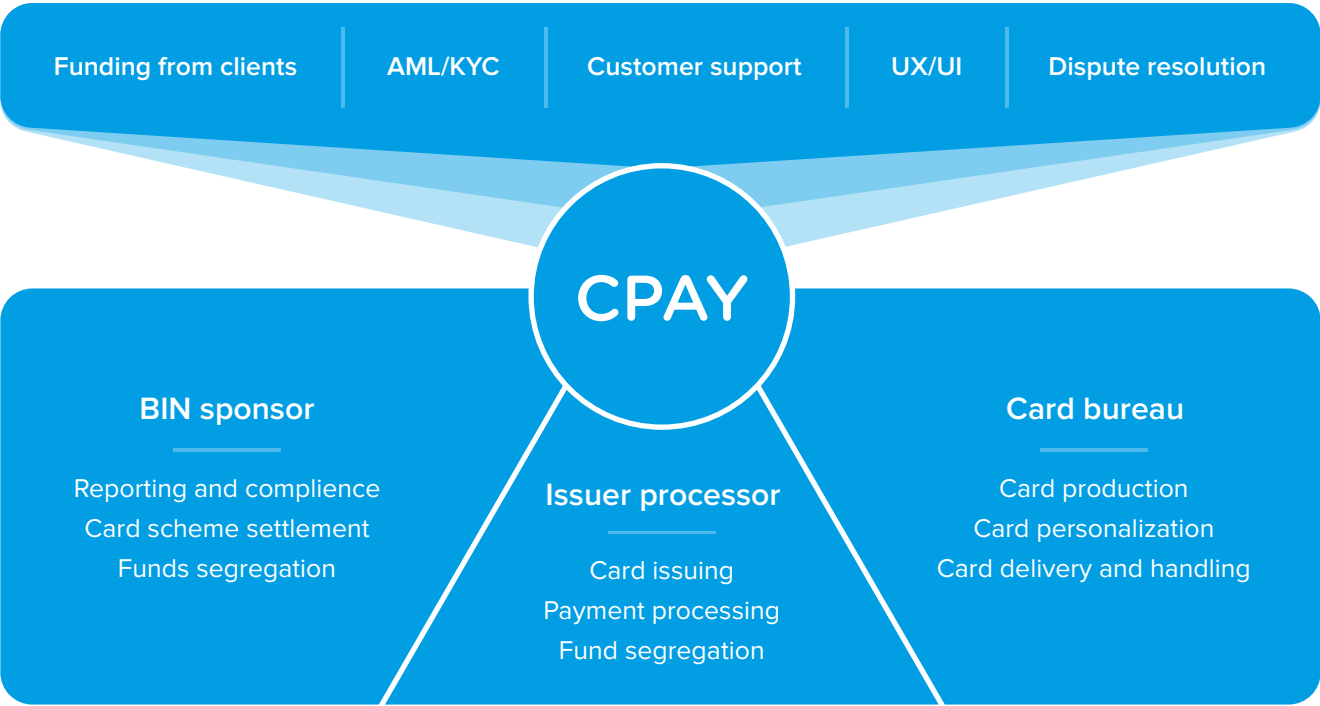 Funding from clients
AML/KYC
Customer support
UX/UI
Dispute resolution
CPAY
BIN sponsor
Reporting and complience
Card scheme settlement
Funds segregation
Issuer processor
Card issuing
Payment processing
Fund segregation
Card bureau
Card production
Card personalization
Card delivery and handling